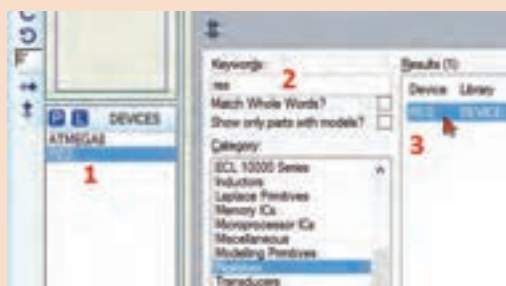 P L DEVICES
ATMEGA8
1
Keywords:
res
2
Match Whole Words?
Show only parts with models?
Category:
ECL 10000 Series
Inductors
Laplace Primitives
Memory ICs
Microprocessor ICs
Miscellaneous
Modelling Primitives
Resistors
Transducers
Results (1)
Device Library
DEVICE
3